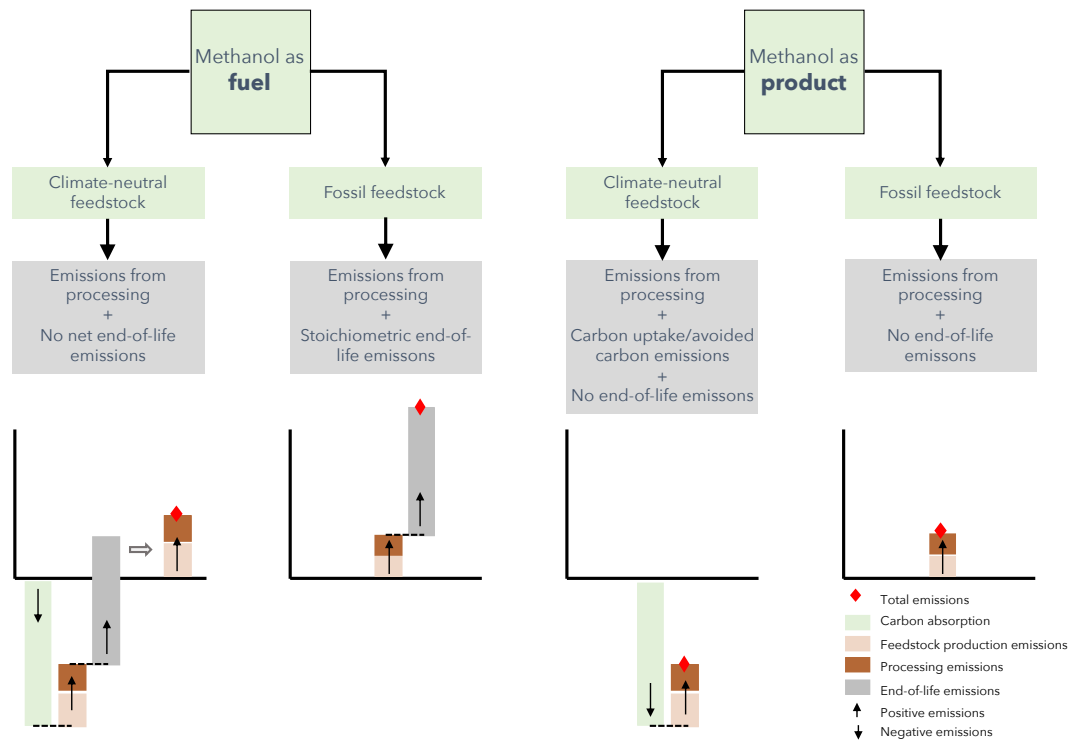 Methanol as
fuel
Methanol as
product
Climate-neutral
feedstock
Fossil feedstock
Climate-neutral
feedstock
Fossil feedstock
Emissions from
processing
+
No net end-of-life
emissions
Emissions from
processing
+
Stoichiometric end-of-
life emissons
Emissions from
processing
+
Carbon uptake/avoided
carbon emissions
+
No end-of-life emissons
Emissions from
processing
+
No end-of-life
emissons
Total emissions
Carbon absorption
Feedstock production emissions
Processing emissions
End-of-life emissions
Positive emissions
Negative emissions